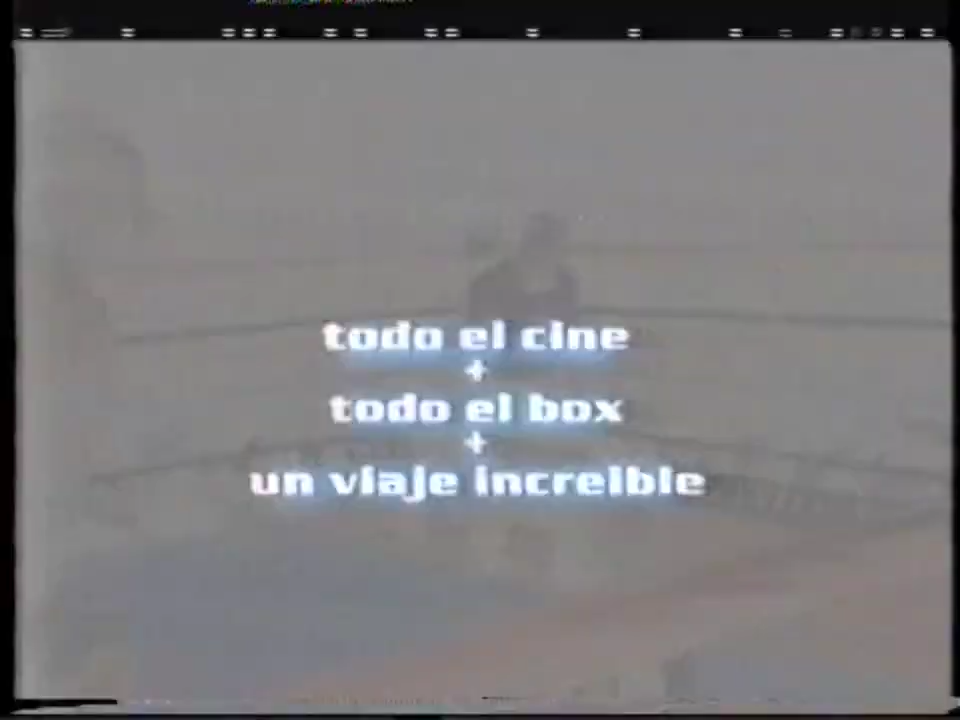 todo el cine
+
todo el box
+
un viaje increible